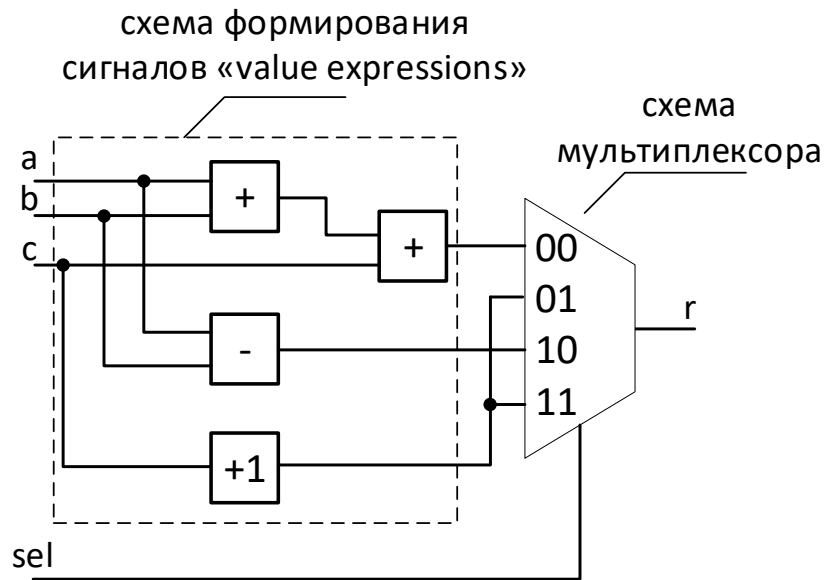 схема формирования
сигналов «value expressions»
схема
мультиплексора
a
b
c
+
+
00
01
r
-
10
11
+1
sel